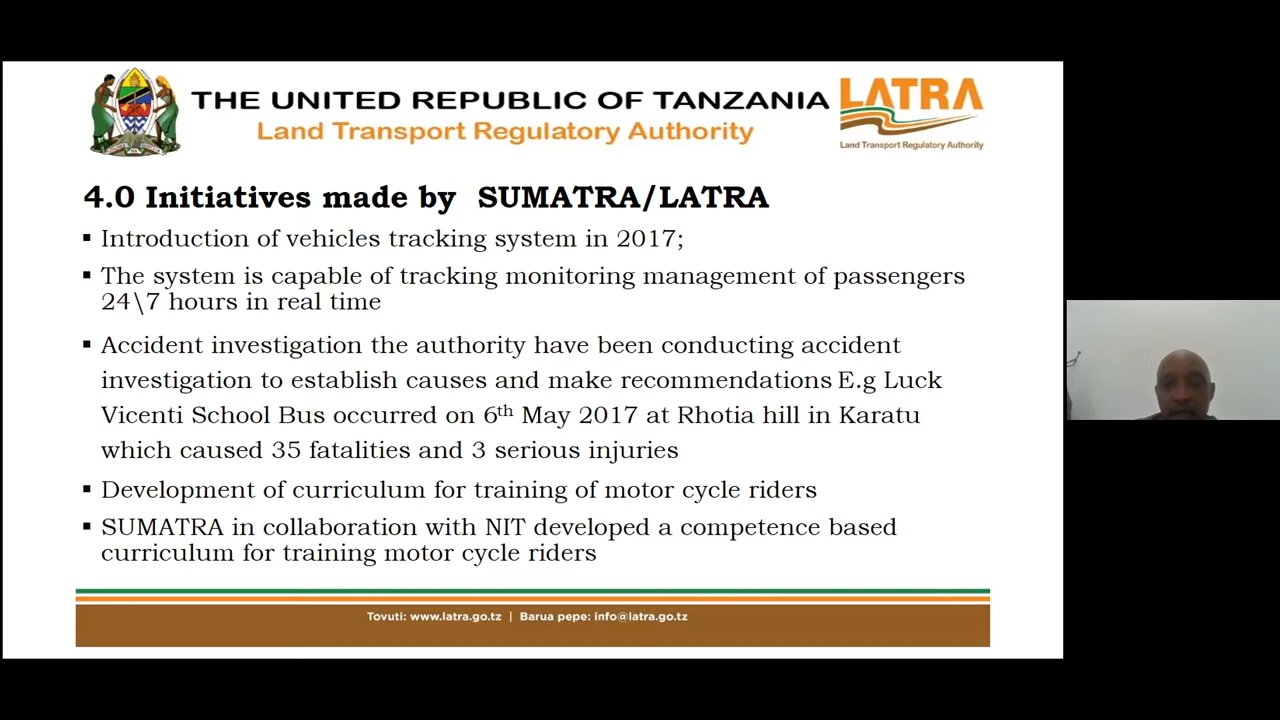 THE UNITED REPUBLIC OF TANZANIA
Land Transport Regulatory Authority
LATRA
Land Transport Regulatory Authority
4.0 Initiatives made by SUMATRA/LATRA
▪ Introduction of vehicles tracking system in 2017;
▪ The system is capable of tracking monitoring management of passengers
24\7 hours in real time
▪ Accident investigation the authority have been conducting accident
investigation to establish causes and make recommendations E.g Luck
Vicenti School Bus occurred on 6th May 2017 at Rhotia hill in Karatu
which caused 35 fatalities and 3 serious injuries
▪ Development of curriculum for training of motor cycle riders
▪ SUMATRA in collaboration with NIT developed a competence based
curriculum for training motor cycle riders
Tovuti: www.latra.go.tz | Barua pepe: info@latra.go.tz